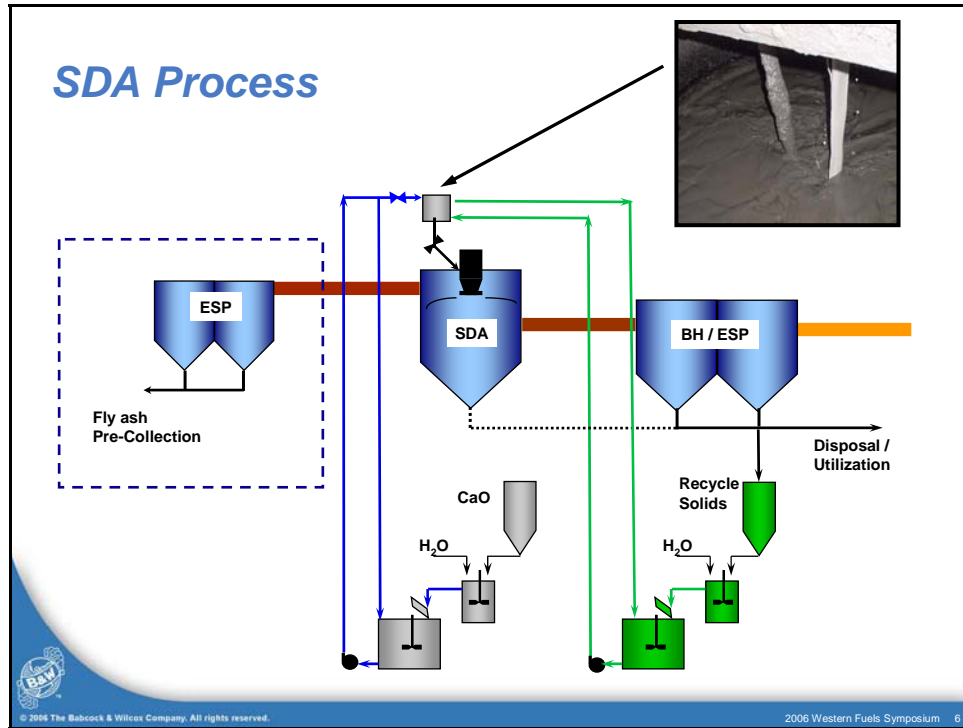 SDA Process
ESP
SDA
BH / ESP
Fly ash
Pre-Collection
Disposal /
Utilization
Recycle
Solids
CaO
H₂O
H₂O
B&W
© 2006 The Babcock & Wilcox Company. All rights reserved.
2006 Western Fuels Symposium 6